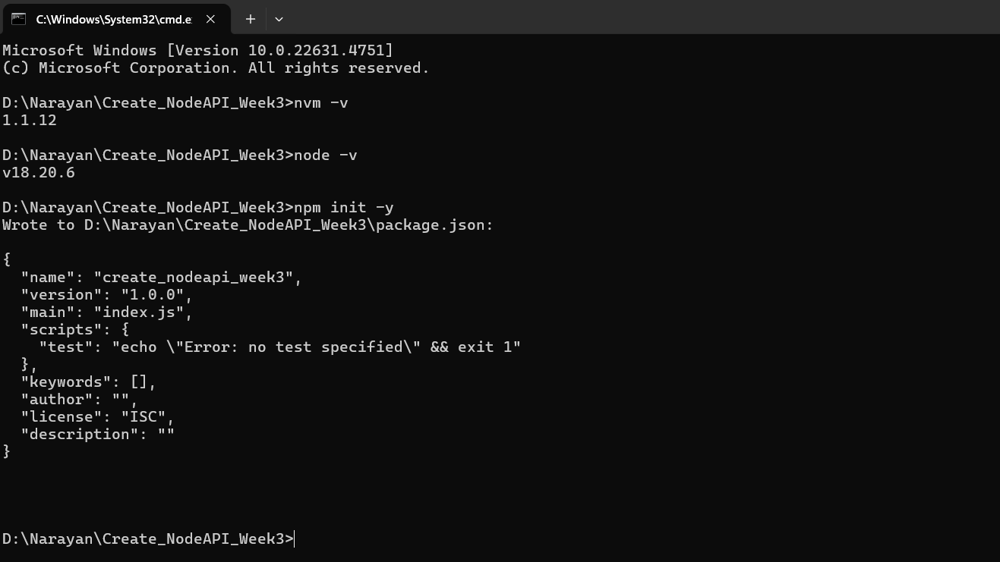 C:\Windows\System32\cmd.e
Microsoft Windows [Version 10.0.22631.4751]
(c) Microsoft Corporation. All rights reserved.
D:\Narayan\Create_NodeAPI_Week3>nvm -v
1.1.12
D:\Narayan\Create_NodeAPI_Week3>node -v
v18.20.6
D:\Narayan\Create_NodeAPI_Week3>npm init -y
Wrote to D:\Narayan\Create_NodeAPI_Week3\package.json:
{
  "name": "create_nodeapi_week3",
  "version": "1.0.0",
  "main": "index.js",
  "scripts": {
    "test": "echo \"Error: no test specified\" && exit 1"
  },
  "keywords": [],
  "author": "",
  "license": "ISC",
  "description": ""
}
D:\Narayan\Create_NodeAPI_Week3>